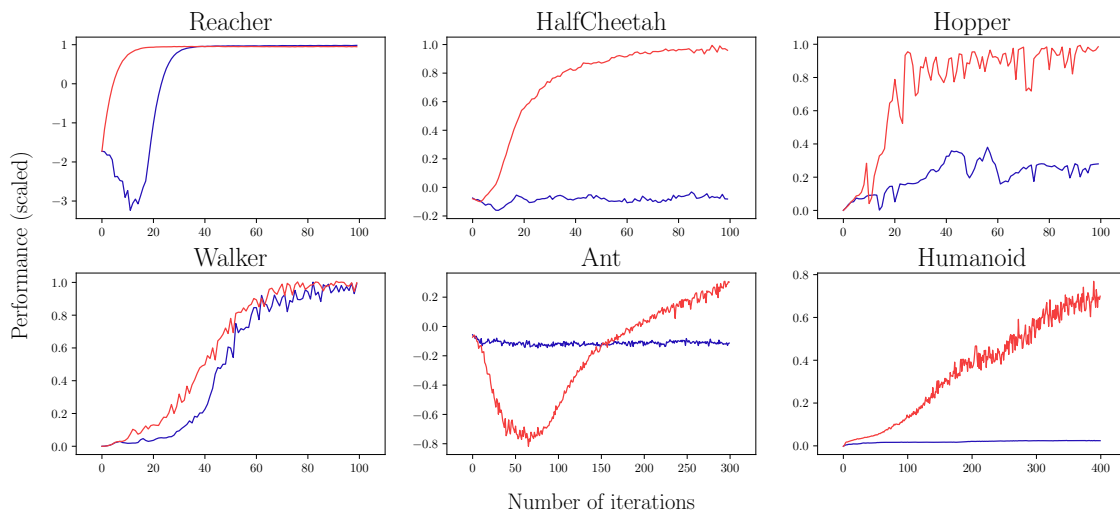 Reacher
HalfCheetah
Hopper
1
0
−1
−2
−3
0 20 40 60 80 100
1.0
0.8
0.6
0.4
0.2
0.0
−0.2
0 20 40 60 80 100
1.0
0.8
0.6
0.4
0.2
0.0
0 20 40 60 80 100
Performance (scaled)
Walker
Ant
Humanoid
1.0
0.8
0.6
0.4
0.2
0.0
0 20 40 60 80 100
0.2
0.0
−0.2
−0.4
−0.6
−0.8
0 50 100 150 200 250 300
0.8
0.6
0.4
0.2
0.0
0 100 200 300 400
Number of iterations